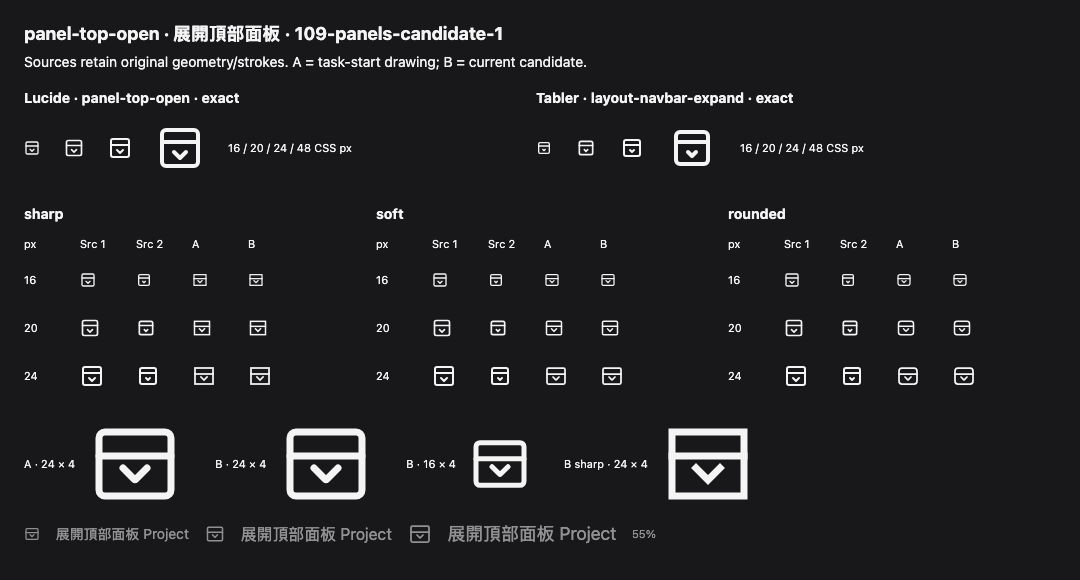 panel-top-open · 展開頂部面板 · 109-panels-candidate-1
Sources retain original geometry/strokes. A = task-start drawing; B = current candidate.
Lucide · panel-top-open · exact
Tabler · layout-navbar-expand · exact
16 / 20 / 24 / 48 CSS px
16 / 20 / 24 / 48 CSS px
sharp
soft
rounded
px Src 1 Src 2 A B
px Src 1 Src 2 A B
px Src 1 Src 2 A B
16
16
16
20
20
20
24
24
24
A · 24 × 4
B · 24 × 4
B · 16 × 4
B sharp · 24 × 4
展開頂部面板 Project
展開頂部面板 Project
展開頂部面板 Project
55%